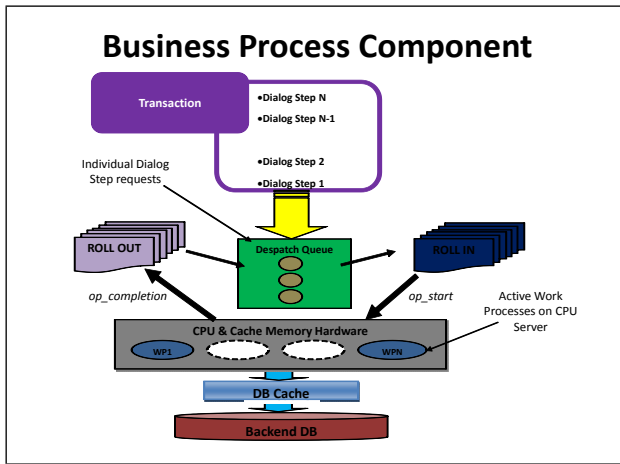 Business Process Component
Transaction
•Dialog Step N
•Dialog Step N-1
•Dialog Step 2
•Dialog Step 1
Individual Dialog
Step requests
ROLL OUT
Despatch Queue
ROLL IN
op_completion
op_start
Active Work
Processes on CPU
Server
CPU & Cache Memory Hardware
WP1
WPN
DB Cache
Backend DB